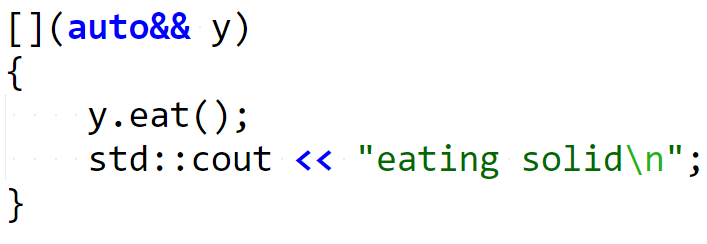 [](auto&& y)
{
    y.eat();
    std::cout << "eating solid\n";
}